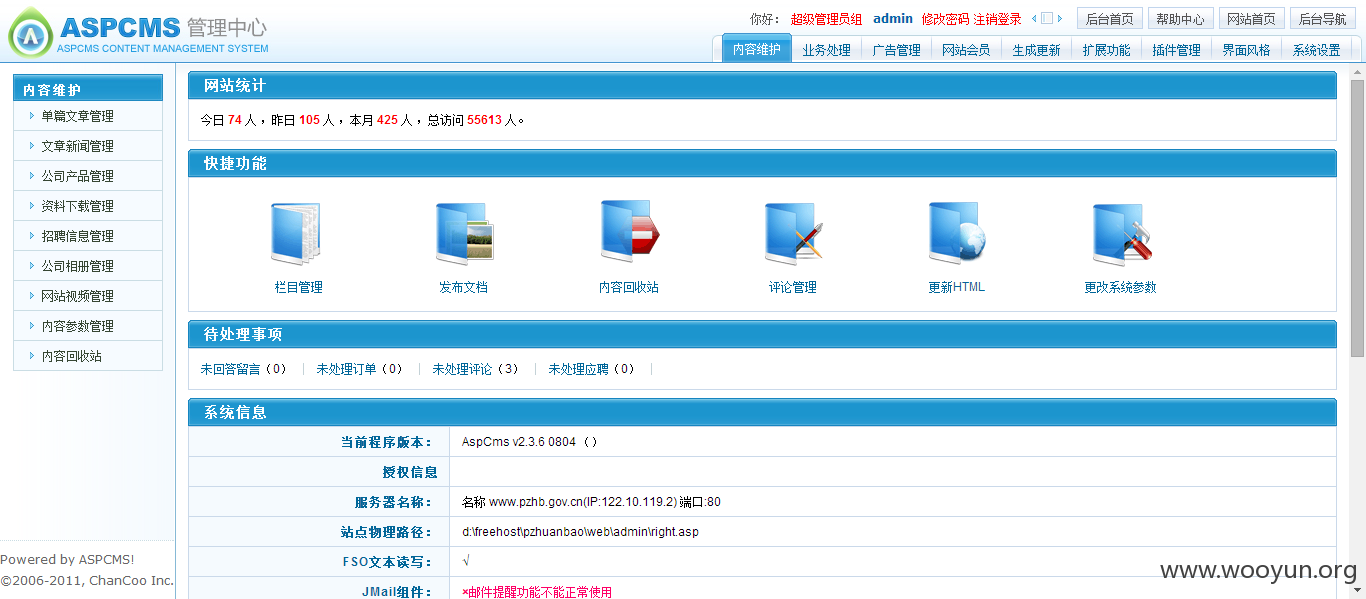 ASPCMS 管理中心
ASPCMS CONTENT MANAGEMENT SYSTEM
你好： 超级管理员组 admin 修改密码 注销登录 后台首页 帮助中心 网站首页 后台导航
内容维护 业务处理 广告管理 网站会员 生成更新 扩展功能 插件管理 界面风格 系统设置
内容维护
单篇文章管理
文章新闻管理
公司产品管理
资料下载管理
招聘信息管理
公司相册管理
网站视频管理
内容参数管理
内容回收站
Powered by ASPCMS!
©2006-2011, ChanCoo Inc.
网站统计
今日 74 人，昨日 105 人，本月 425 人，总访问 55613 人。
快捷功能
栏目管理 发布文档 内容回收站 评论管理 更新HTML 更改系统参数
待处理事项
未回答留言（0） 未处理订单（0） 未处理评论（3） 未处理应聘（0）
系统信息
当前程序版本： AspCms v2.3.6 0804 （）
授权信息
服务器名称： 名称 www.pzhb.gov.cn(IP:122.10.119.2) 端口:80
站点物理路径： d:\freehost\pzhuanbao\web\admin\right.asp
FSO文本读写： √
JMail组件： ×邮件提醒功能不能正常使用
www.wooyun.org